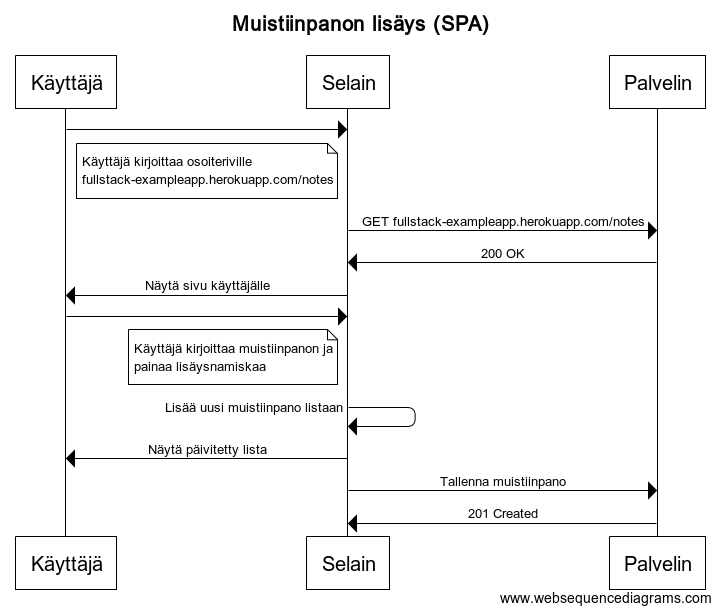 Muistiinpanon lisäys (SPA)
Käyttäjä
Selain
Palvelin
Käyttäjä kirjoittaa osoiteriville
fullstack-exampleapp.herokuapp.com/notes
GET fullstack-exampleapp.herokuapp.com/notes
200 OK
Näytä sivu käyttäjälle
Käyttäjä kirjoittaa muistiinpanon ja
painaa lisäysnamiskaa
Lisää uusi muistiinpano listaan
Näytä päivitetty lista
Tallenna muistiinpano
201 Created
Käyttäjä
Selain
Palvelin
www.websequencediagrams.com